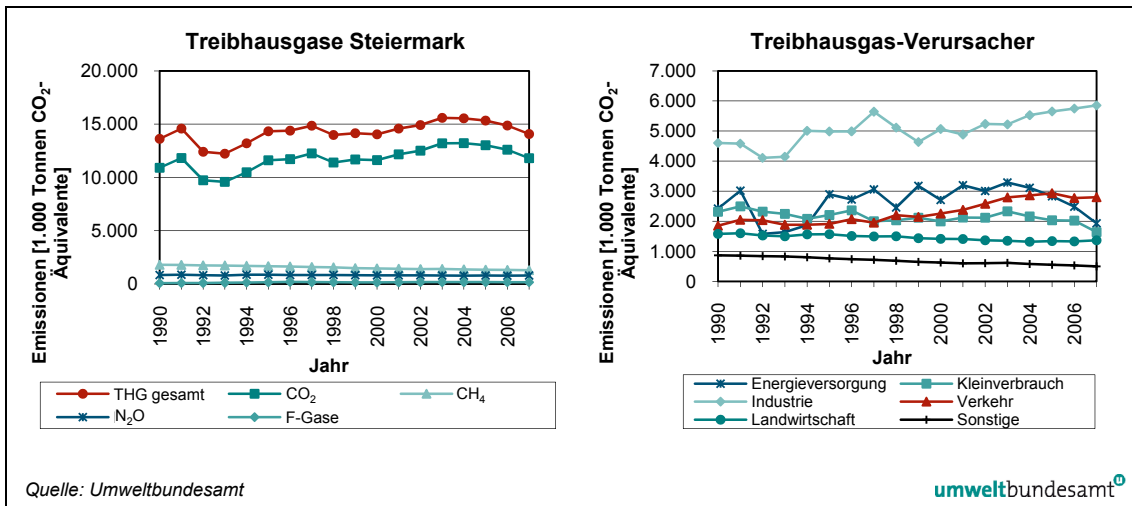 Treibhausgase Steiermark
Emissionen [1.000 Tonnen CO₂-
Äquivalente]
20.000
15.000
10.000
5.000
0
1990
1992
1994
1996
1998
2000
2002
2004
2006
Jahr
THG gesamt
CO₂
CH₄
N₂O
F-Gase
Treibhausgas-Verursacher
Emissionen [1.000 Tonnen CO₂-
Äquivalente]
7.000
6.000
5.000
4.000
3.000
2.000
1.000
0
1990
1992
1994
1996
1998
2000
2002
2004
2006
Jahr
Energieversorgung
Kleinverbrauch
Industrie
Verkehr
Landwirtschaft
Sonstige
Quelle: Umweltbundesamt
umweltbundesamt u